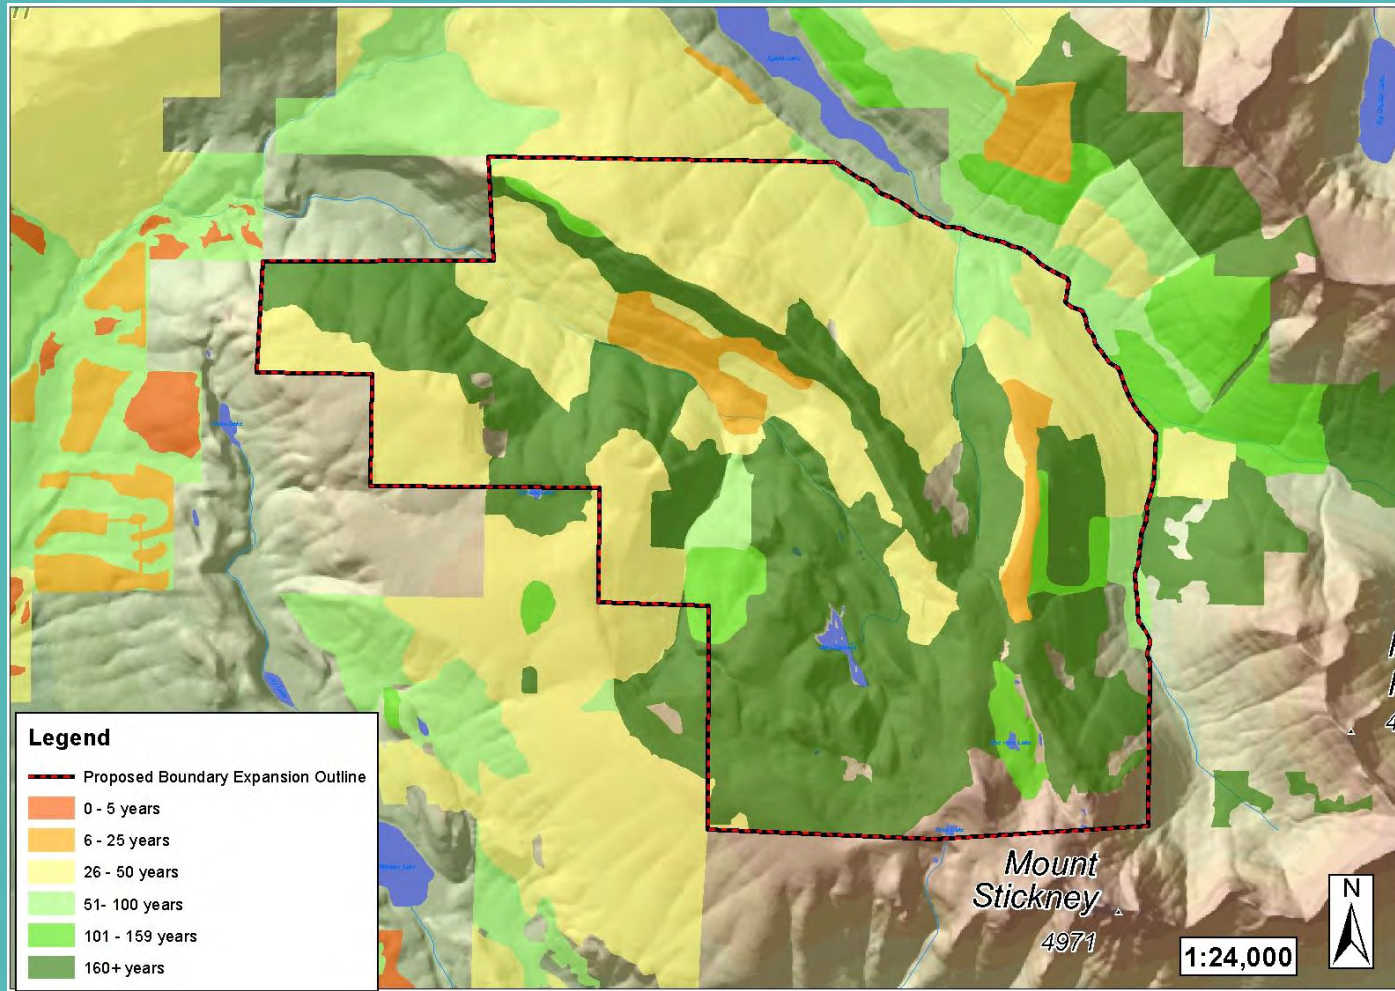 Legend
Proposed Boundary Expansion Outline
0 - 5 years
6 - 25 years
26 - 50 years
51- 100 years
101 - 159 years
160+ years
Mount
Stickney
4971
1:24,000
N